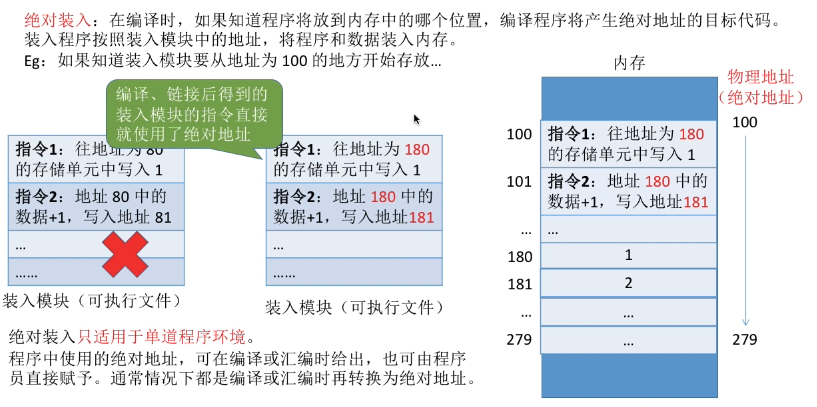 绝对装入：在编译时，如果知道程序将放到内存中的哪个位置，编译程序将产生绝对地址的目标代码。
装入程序按照装入模块中的地址，将程序和数据装入内存。
Eg：如果知道装入模块要从地址为 100 的地方开始存放...
编译、链接后得到的
装入模块的指令直接
就使用了绝对地址
指令1：往地址为 80
的存储单元中写入 1
指令2：地址 80 中的
数据+1，写入地址 81
...
......
装入模块（可执行文件）
指令1：往地址为 180
的存储单元中写入 1
指令2：地址 180 中的
数据+1，写入地址181
...
......
装入模块（可执行文件）
内存
物理地址
（绝对地址）
100
指令1：往地址为 180
的存储单元中写入 1
100
101
指令2：地址 180 中的
数据+1，写入地址181
...
...
180
1
181
2
...
...
279
...
279
绝对装入只适用于单道程序环境。
程序中使用的绝对地址，可在编译或汇编时给出，也可由程序
员直接赋予。通常情况下都是编译或汇编时再转换为绝对地址。